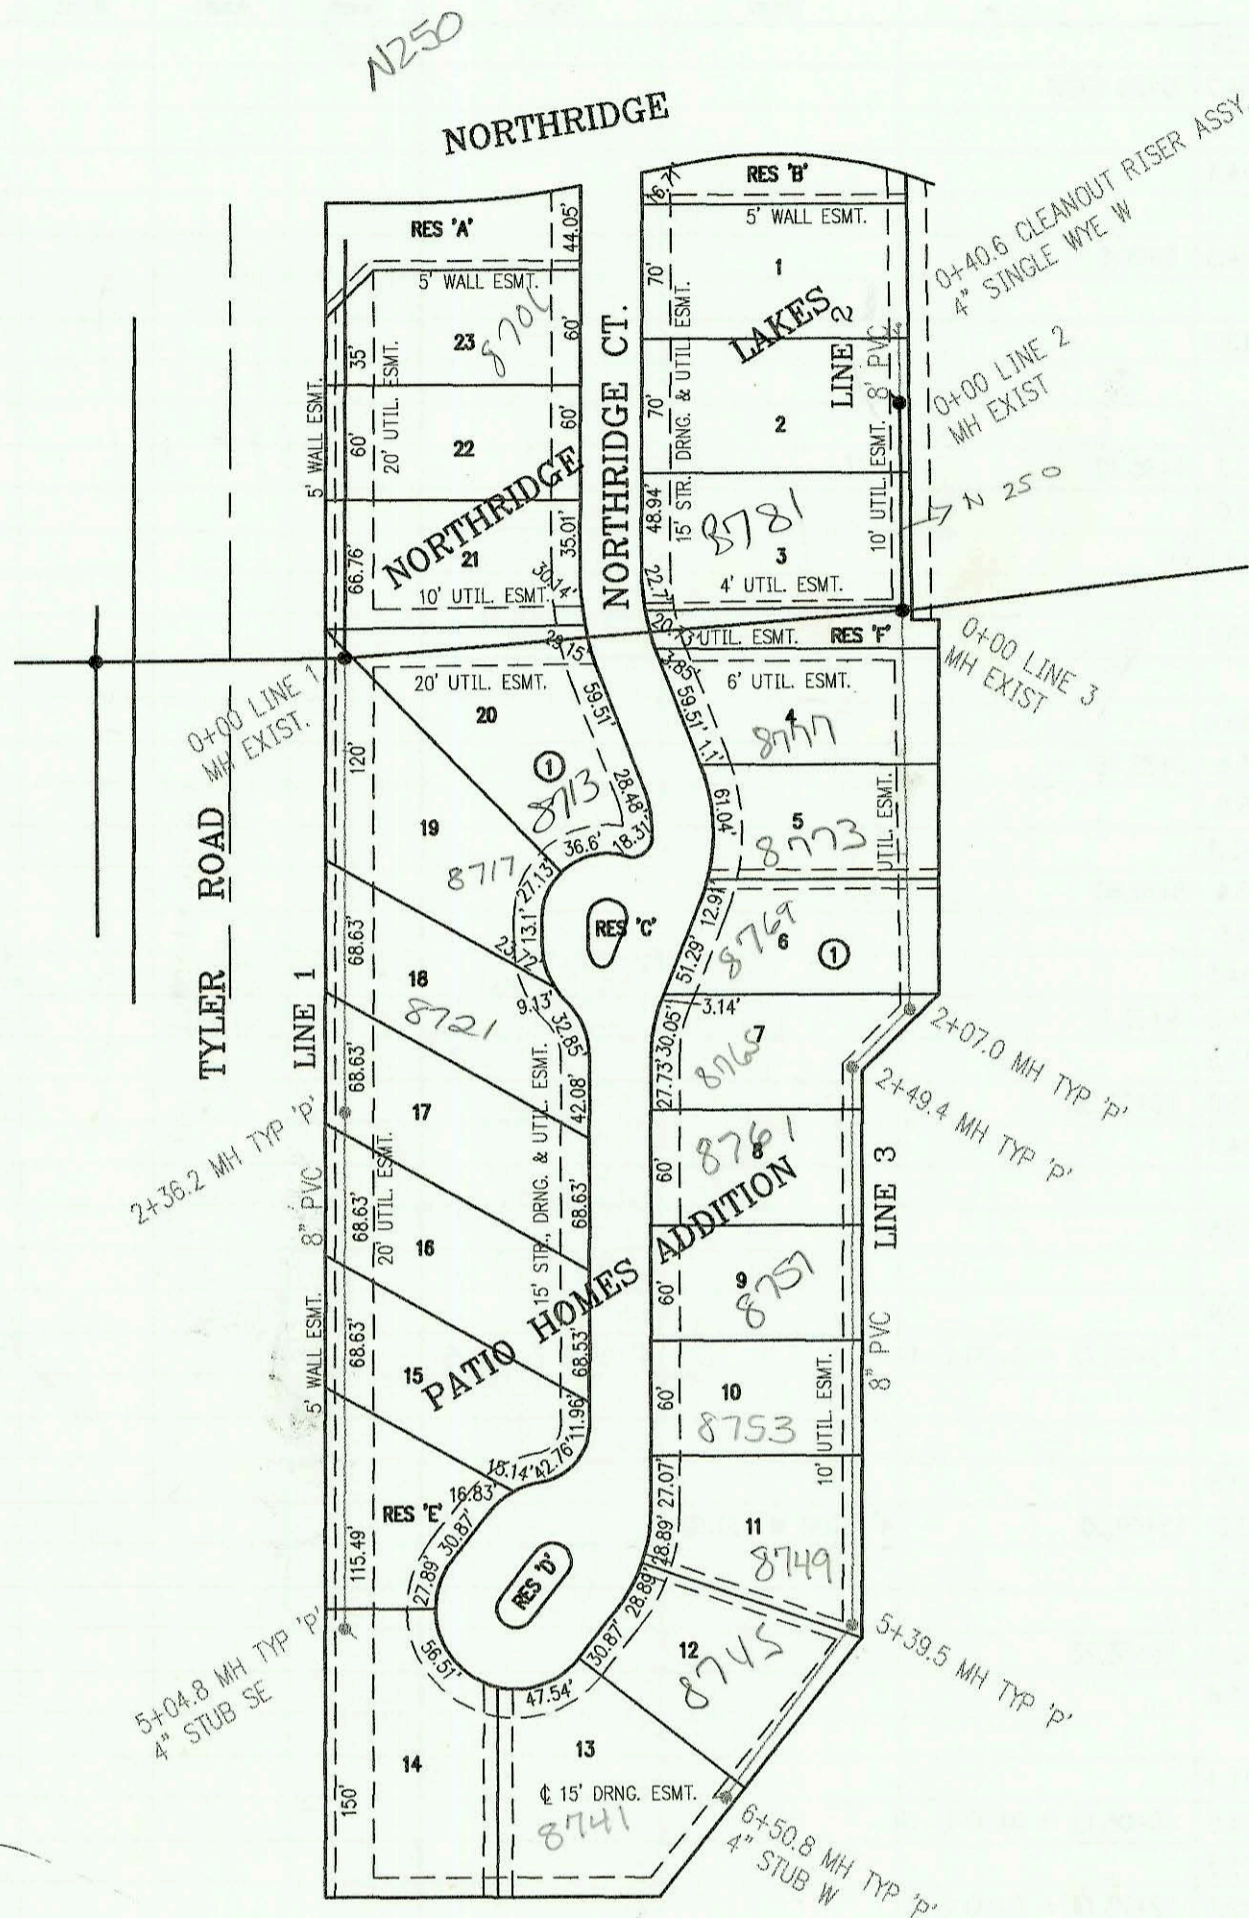 N250
NORTHRIDGE
RES 'A'
44.05'
5' WALL ESMT.
23
8701
35'
60'
20' UTIL. ESMT.
5' WALL ESMT.
60'
22
60'
NORTHRIDGE
66.76'
21
35.01'
30.14'
10' UTIL. ESMT.
NORTHRIDGE CT.
6.7
RES 'B'
5' WALL ESMT.
70'
1
LAKES
LINE 2
8' PVC
0+40.6 CLEANOUT RISER ASSY.
4" SINGLE WYE W
0+00 LINE 2
MH EXIST
70'
15' STR. DRNG. & UTIL. ESMT.
2
10' UTIL. ESMT.
N 250
48.94'
8781
3
22'
4' UTIL. ESMT.
20.73'
UTIL. ESMT.
RES 'F'
0+00 LINE 3
MH EXIST
0+00 LINE 1
MH EXIST.
29.15'
20' UTIL. ESMT.
20
59.51'
1
8713
28.48'
18.31'
36.6'
3.85'
6' UTIL. ESMT.
59.51'
4
8777
1.1'
61.04'
5
8773
UTIL. ESMT.
120'
19
8717
27.13'
13.1'
RES 'C'
12.91'
8769
6
1
51.29'
TYLER ROAD
LINE 1
68.63'
23.72'
18
8721
9.13'
32.85'
3.14'
30.05'
7
8765
27.73'
2+07.0 MH TYP 'P'
2+49.4 MH TYP 'P'
68.63'
17
42.08'
2+36.2 MH TYP 'P'
8" PVC
68.63'
20' UTIL. ESMT.
16
15' STR., DRNG. & UTIL. ESMT.
68.63'
8761
8
60'
PATIO HOMES ADDITION
LINE 3
9
8757
60'
5' WALL ESMT.
68.63'
15
68.53'
11.96'
8" PVC
10
8753
60'
10' UTIL. ESMT.
15.14'
42.76'
16.83'
RES 'E'
30.87'
27.89'
115.49'
RES 'D'
27.07'
28.89'
11
8749
28.89'
12
8745
30.87'
5+39.5 MH TYP 'P'
5+04.8 MH TYP 'P'
4" STUB SE
56.51'
47.54'
14
150'
13
℄ 15' DRNG. ESMT.
8741
6+50.8 MH TYP 'P'
4" STUB W